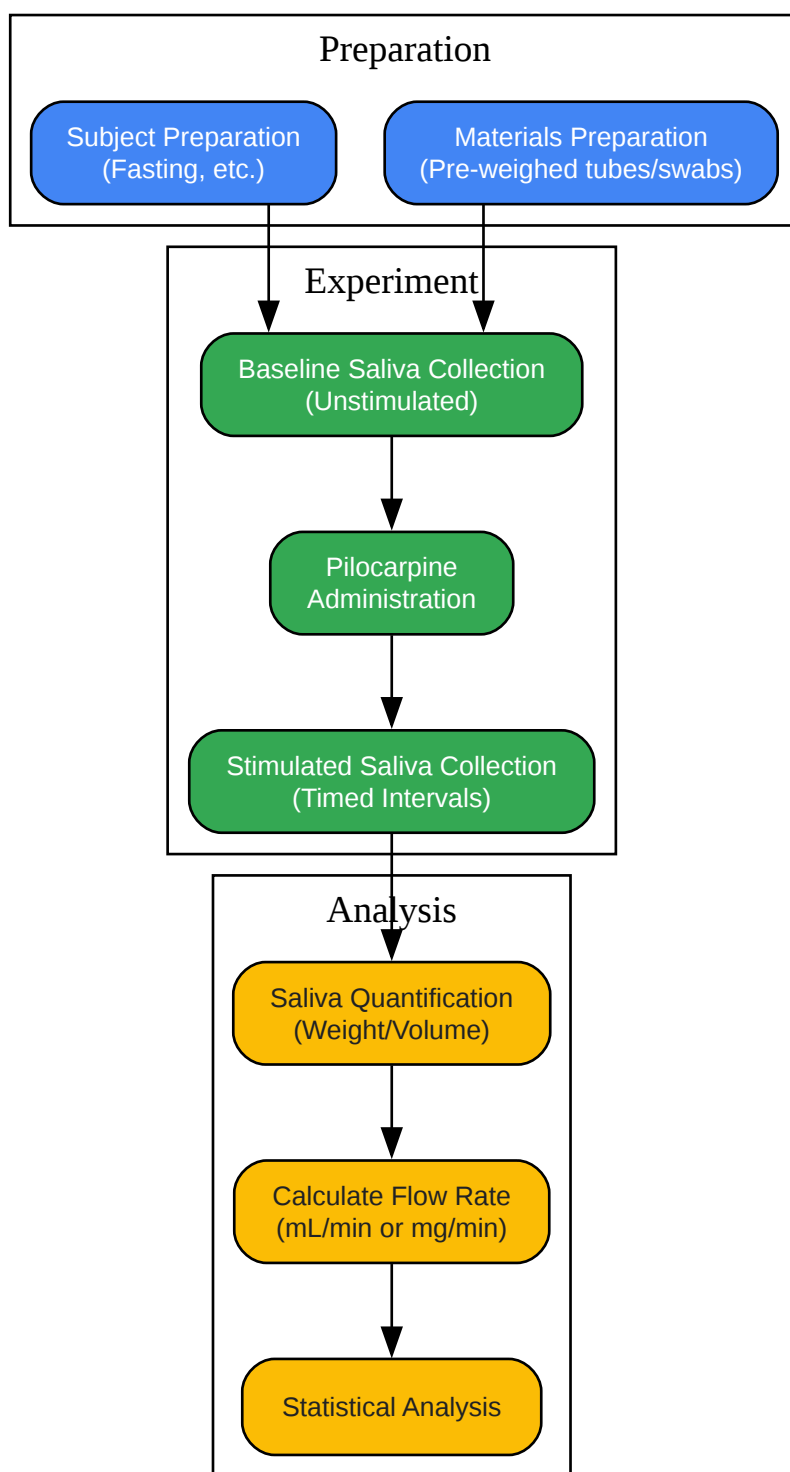 Preparation
Subject Preparation
(Fasting, etc.)
Materials Preparation
(Pre-weighed tubes/swabs)
Experiment
Baseline Saliva Collection
(Unstimulated)
Pilocarpine
Administration
Stimulated Saliva Collection
(Timed Intervals)
Analysis
Saliva Quantification
(Weight/Volume)
Calculate Flow Rate
(mL/min or mg/min)
Statistical Analysis